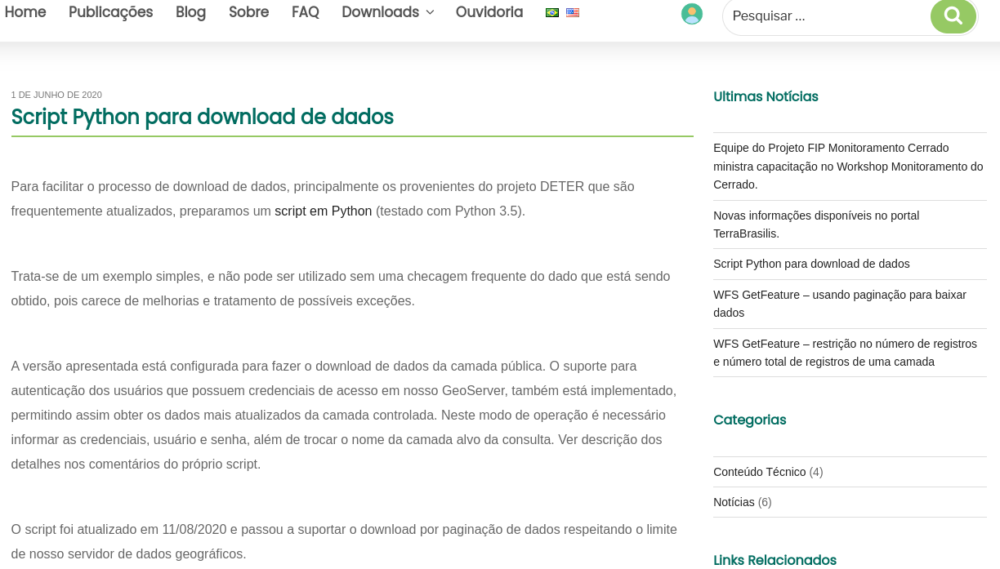 Home Publicações Blog Sobre FAQ Downloads Ouvidoria Pesquisar ...
1 DE JUNHO DE 2020
Script Python para download de dados
Para facilitar o processo de download de dados, principalmente os provenientes do projeto DETER que são
frequentemente atualizados, preparamos um script em Python (testado com Python 3.5).
Trata-se de um exemplo simples, e não pode ser utilizado sem uma checagem frequente do dado que está sendo
obtido, pois carece de melhorias e tratamento de possíveis exceções.
A versão apresentada está configurada para fazer o download de dados da camada pública. O suporte para
autenticação dos usuários que possuem credenciais de acesso em nosso GeoServer, também está implementado,
permitindo assim obter os dados mais atualizados da camada controlada. Neste modo de operação é necessário
informar as credenciais, usuário e senha, além de trocar o nome da camada alvo da consulta. Ver descrição dos
detalhes nos comentários do próprio script.
O script foi atualizado em 11/08/2020 e passou a suportar o download por paginação de dados respeitando o limite
de nosso servidor de dados geográficos.
Ultimas Notícias
Equipe do Projeto FIP Monitoramento Cerrado
ministra capacitação no Workshop Monitoramento do
Cerrado.
Novas informações disponíveis no portal
TerraBrasilis.
Script Python para download de dados
WFS GetFeature – usando paginação para baixar
dados
WFS GetFeature – restrição no número de registros
e número total de registros de uma camada
Categorias
Conteúdo Técnico (4)
Notícias (6)
Links Relacionados